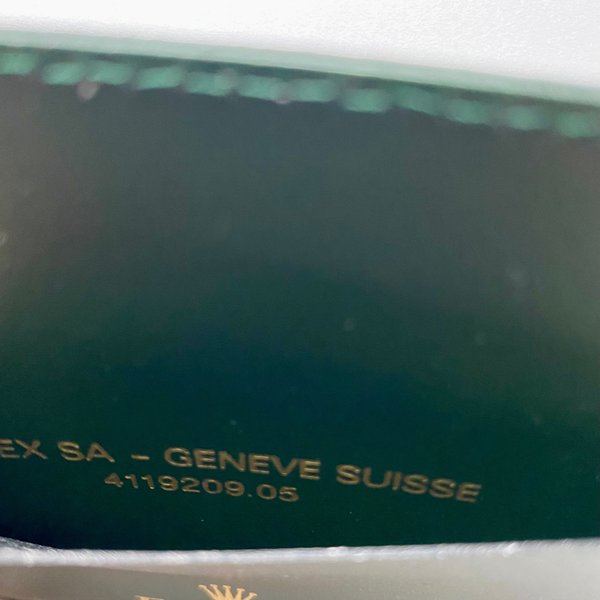 EX SA - GENEVE SUISSE
4119209.05